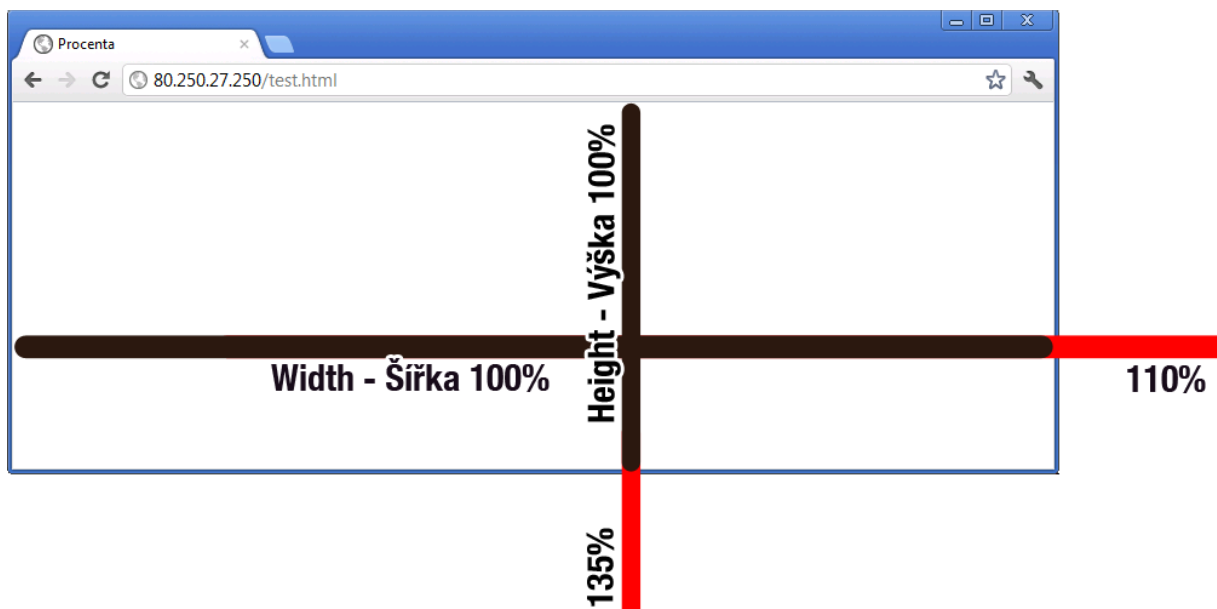 Procenta
80.250.27.250/test.html
Height - Výška 100%
Width - Šířka 100%
110%
135%